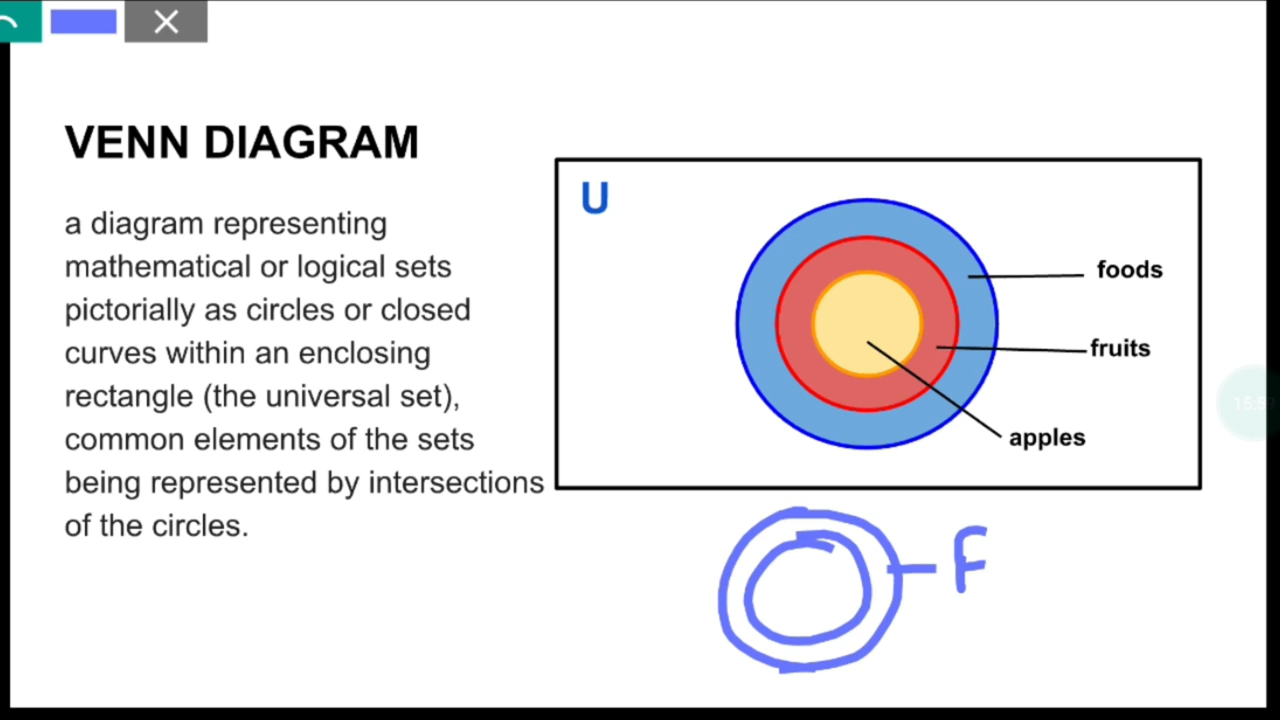 VENN DIAGRAM
a diagram representing
mathematical or logical sets
pictorially as circles or closed
curves within an enclosing
rectangle (the universal set),
common elements of the sets
being represented by intersections
of the circles.
U
foods
fruits
apples
F